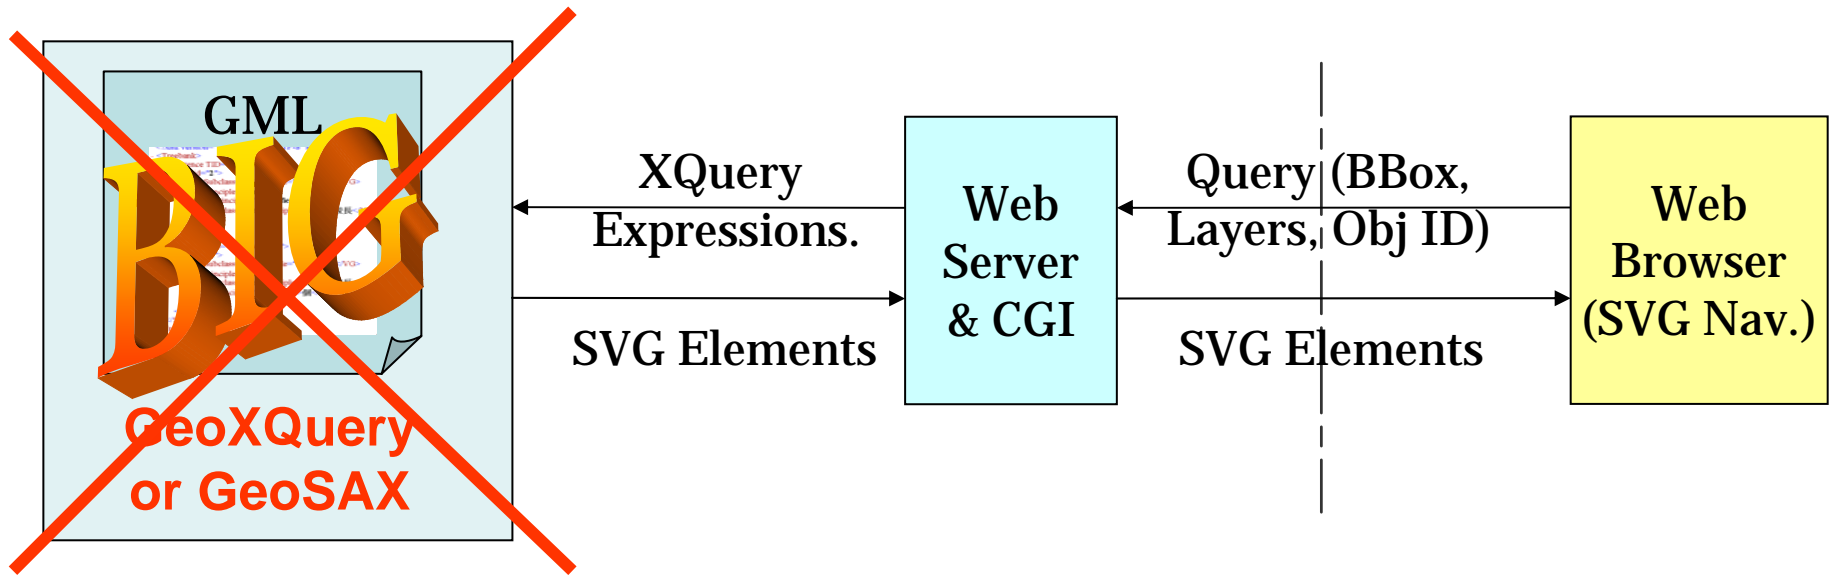 GML
BIG
GeoXQuery
or GeoSAX
XQuery
Expressions.
SVG Elements
Web
Server
& CGI
Query (BBox,
Layers, Obj ID)
SVG Elements
Web
Browser
(SVG Nav.)